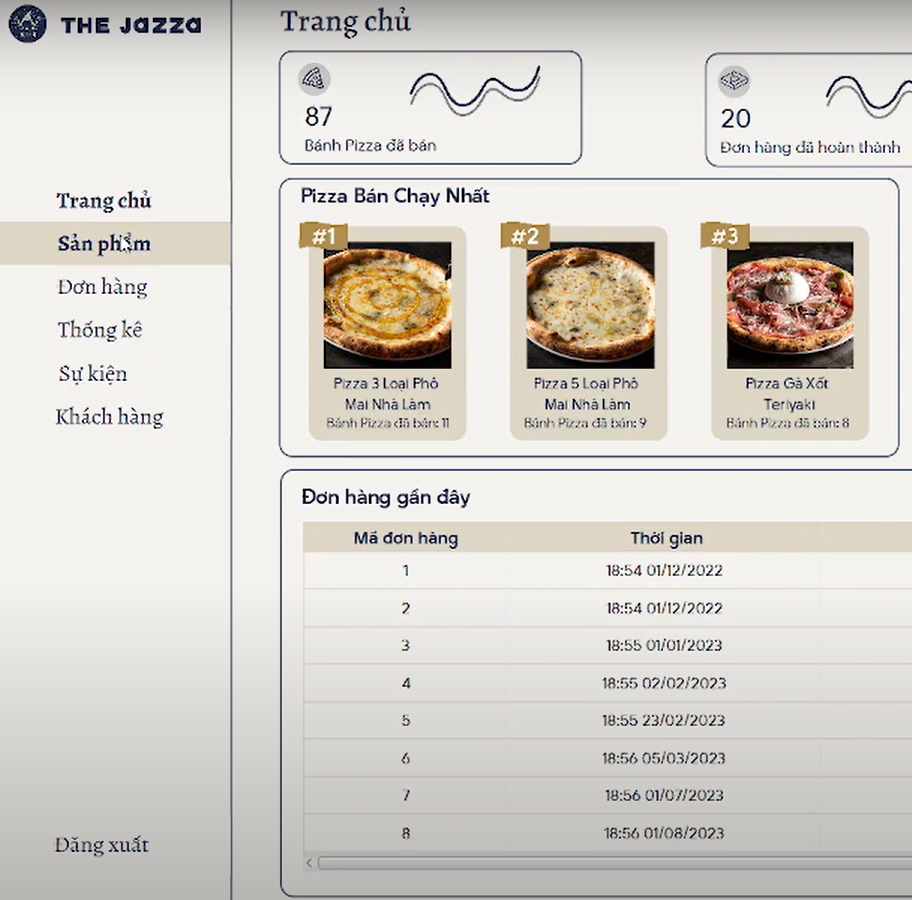 THE JAZZA
Trang chủ
87
Bánh Pizza đã bán
20
Đơn hàng đã hoàn thành
Trang chủ
Sản phẩm
Đơn hàng
Thống kê
Sự kiện
Khách hàng
Đăng xuất
Pizza Bán Chạy Nhất
#1
Pizza 3 Loại Phô
Mai Nhà Làm
Bánh Pizza đã bán: 11
#2
Pizza 5 Loại Phô
Mai Nhà Làm
Bánh Pizza đã bán: 9
#3
Pizza Gà Xốt
Teriyaki
Bánh Pizza đã bán: 8
Đơn hàng gần đây
Mã đơn hàng Thời gian
1 18:54 01/12/2022
2 18:54 01/12/2022
3 18:55 01/01/2023
4 18:55 02/02/2023
5 18:55 23/02/2023
6 18:56 05/03/2023
7 18:56 01/07/2023
8 18:56 01/08/2023